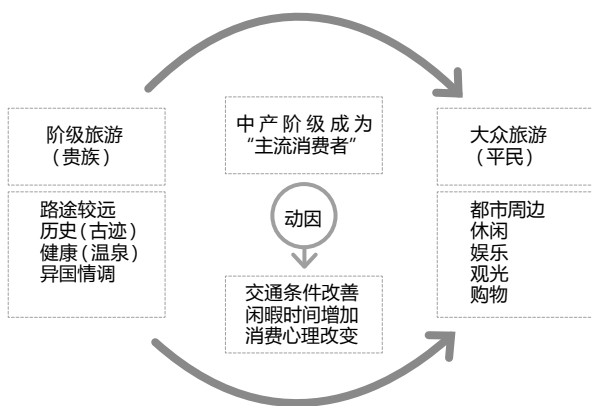 阶级旅游
(贵族)
路途较远
历史(古迹)
健康(温泉)
异国情调
中产阶级成为
“主流消费者”
动因
交通条件改善
闲暇时间增加
消费心理改变
大众旅游
(平民)
都市周边
休闲
娱乐
观光
购物